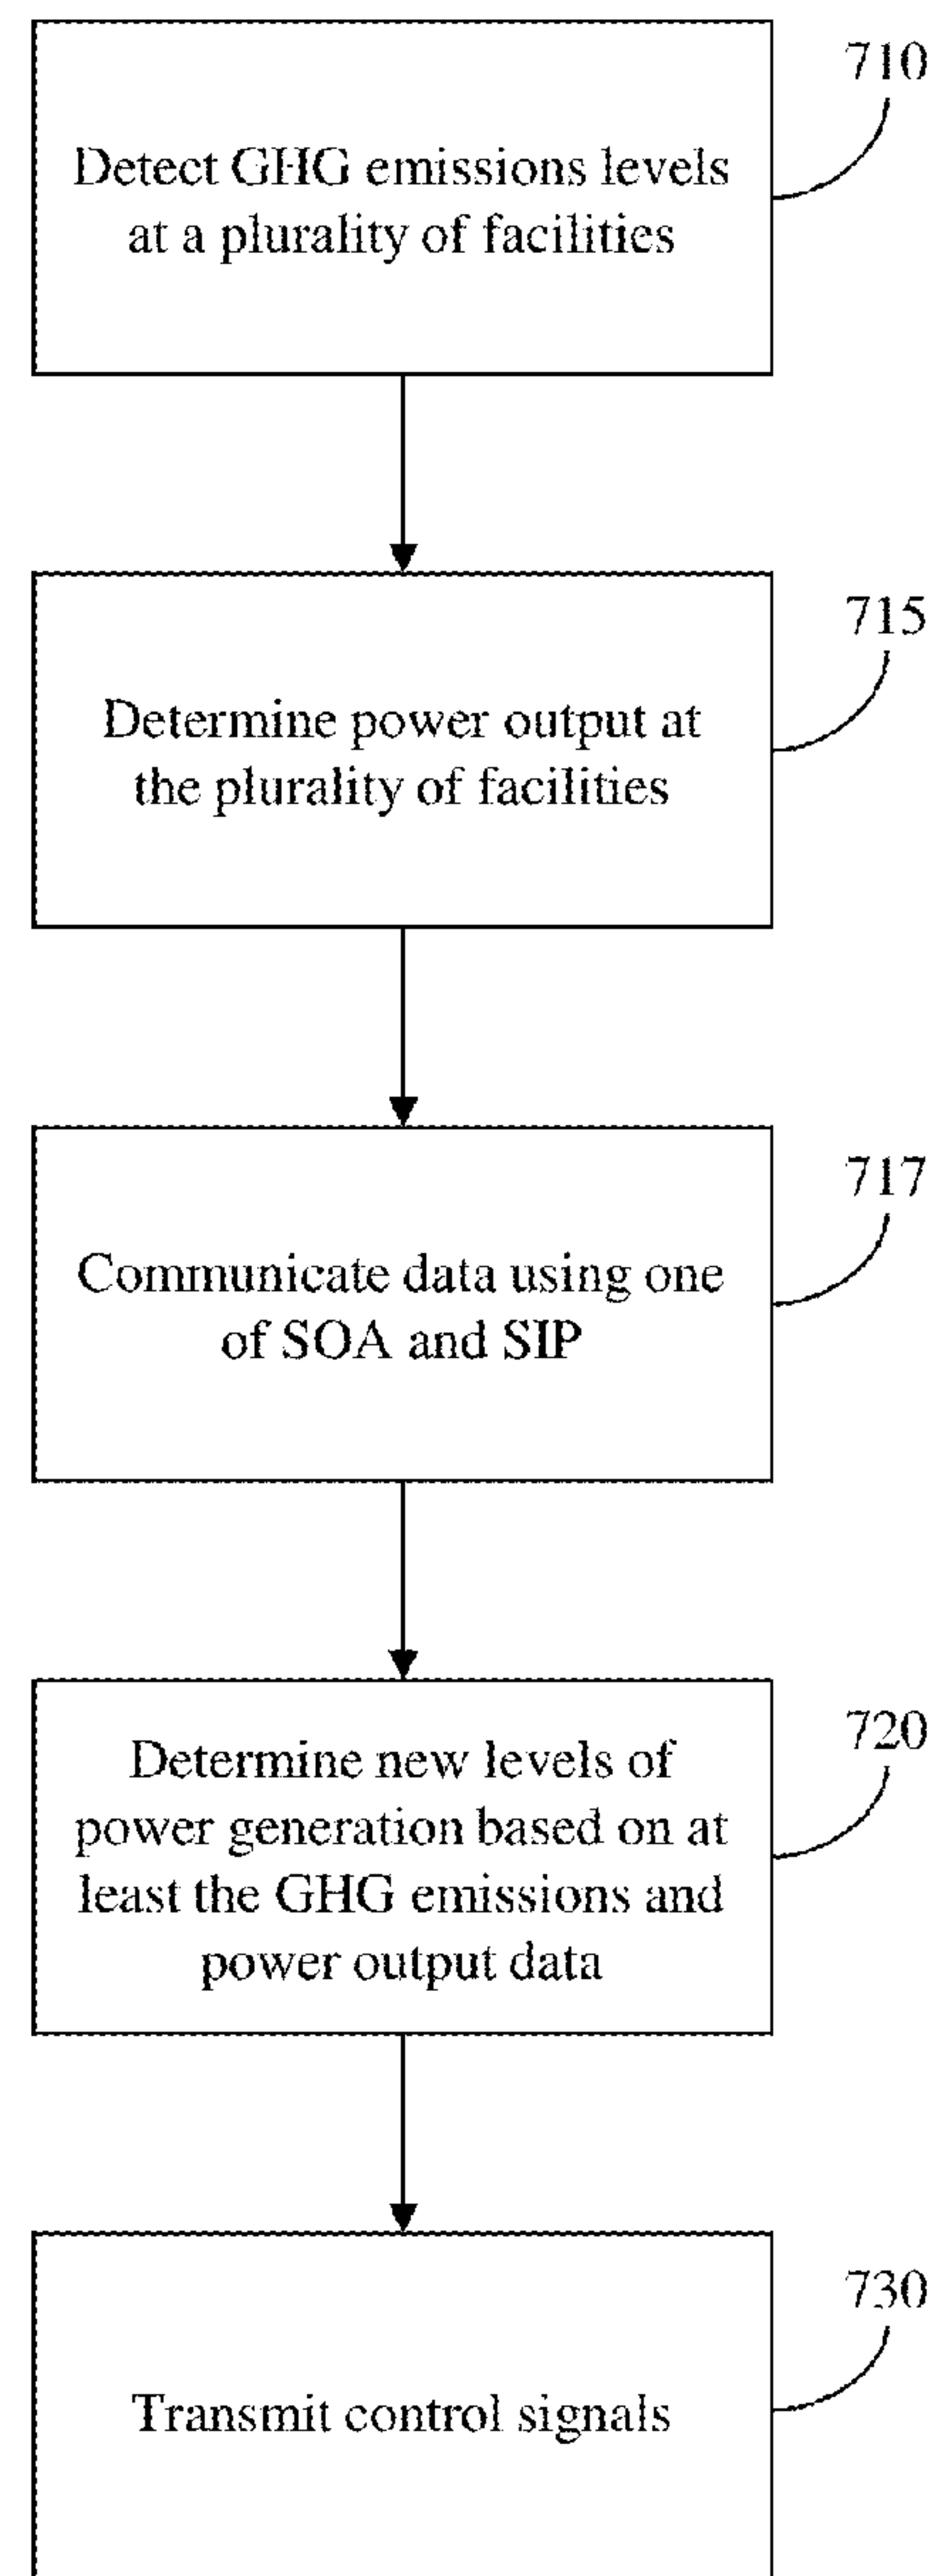 710
Detect GHG emissions levels
at a plurality of facilities
715
Determine power output at
the plurality of facilities
717
Communicate data using one
of SOA and SIP
720
Determine new levels of
power generation based on at
least the GHG emissions and
power output data
730
Transmit control signals